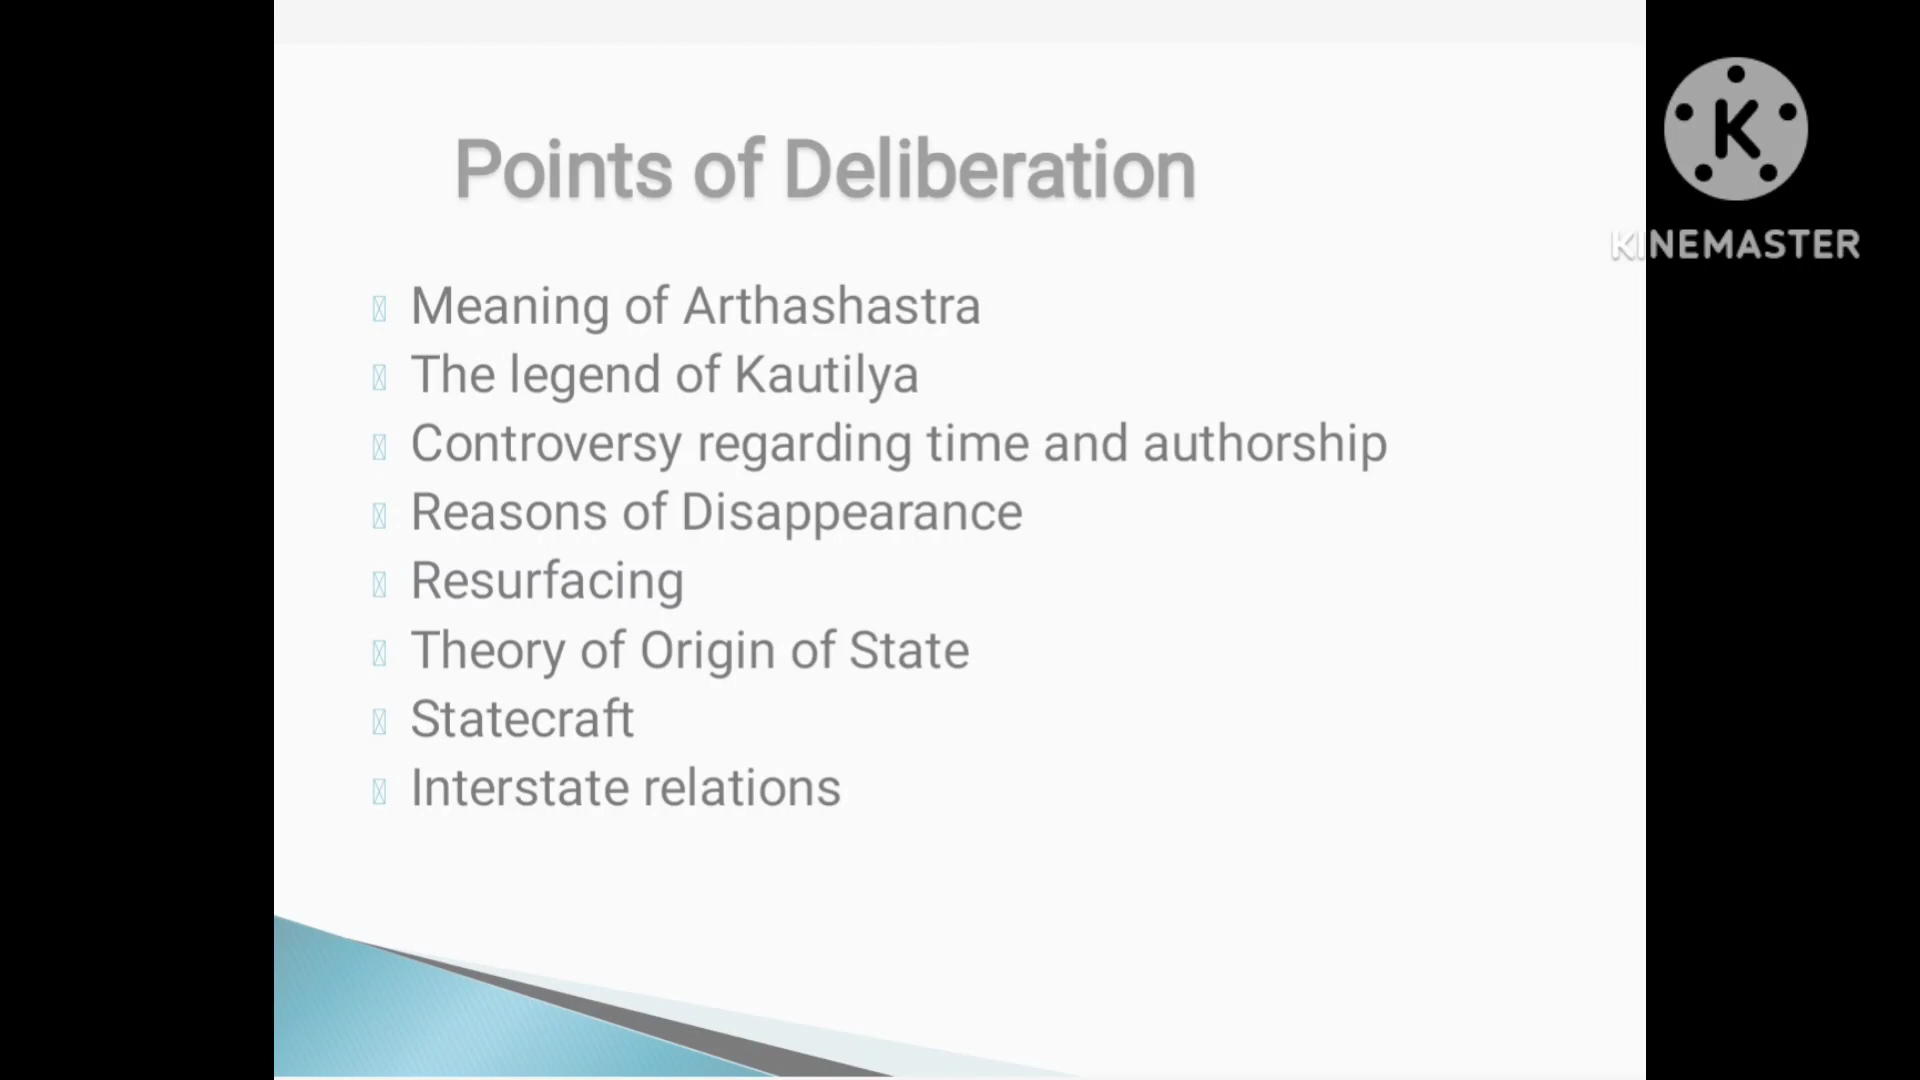 Points of Deliberation
Meaning of Arthashastra
The legend of Kautilya
Controversy regarding time and authorship
Reasons of Disappearance
Resurfacing
Theory of Origin of State
Statecraft
Interstate relations
K
KINEMASTER